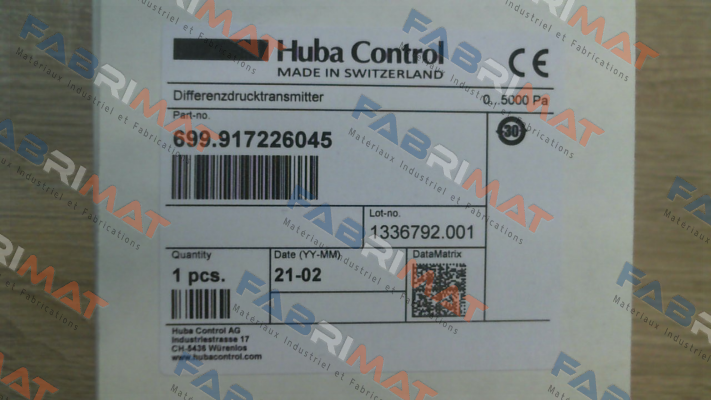 Huba Control
MADE IN SWITZERLAND
CE
Differenzdrucktransmitter
0...5000 Pa
Part-no.
699.917226045
30
Lot-no.
1336792.001
Quantity
1 pcs.
Date (YY-MM)
21-02
DataMatrix
Huba Control AG
Industriestrasse 17
CH-5436 Würenlos
www.hubacontrol.com
FABRIMAT
Materiaux Industriel et Fabrications